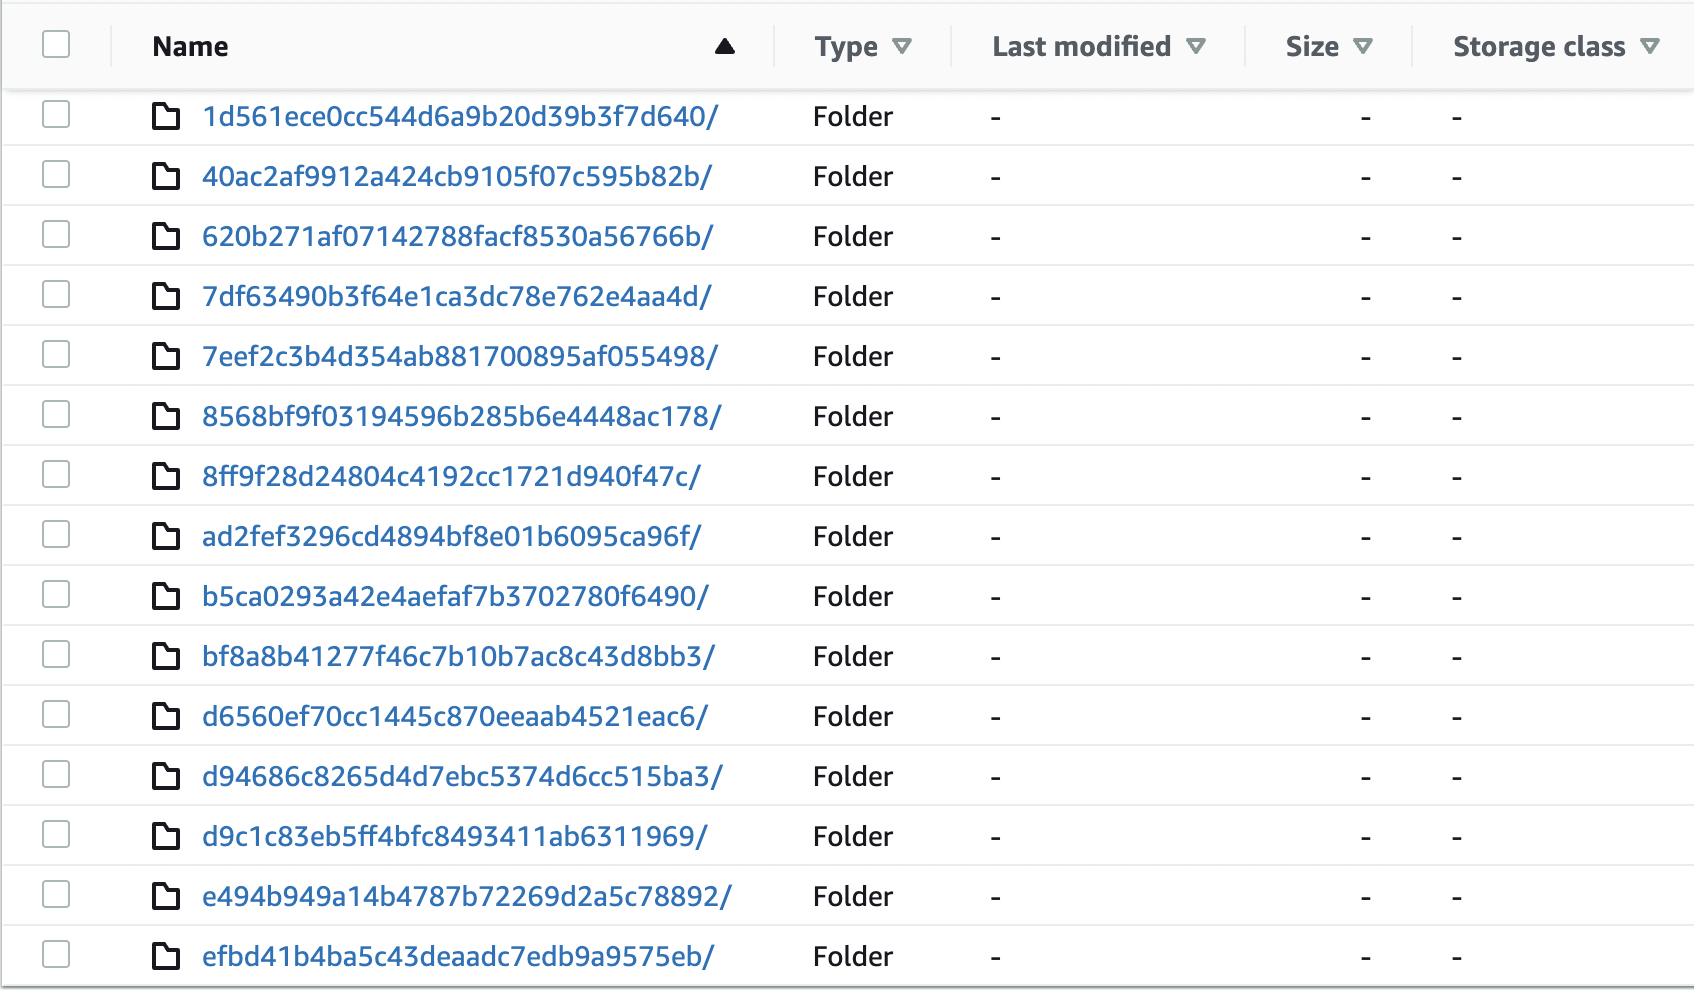 Name Type Last modified Size Storage class
1d561ece0cc544d6a9b20d39b3f7d640/ Folder - - -
40ac2af9912a424cb9105f07c595b82b/ Folder - - -
620b271af07142788facf8530a56766b/ Folder - - -
7df63490b3f64e1ca3dc78e762e4aa4d/ Folder - - -
7eef2c3b4d354ab881700895af055498/ Folder - - -
8568bf9f03194596b285b6e4448ac178/ Folder - - -
8ff9f28d24804c4192cc1721d940f47c/ Folder - - -
ad2fef3296cd4894bf8e01b6095ca96f/ Folder - - -
b5ca0293a42e4aefaf7b3702780f6490/ Folder - - -
bf8a8b41277f46c7b10b7ac8c43d8bb3/ Folder - - -
d6560ef70cc1445c870eeaab4521eac6/ Folder - - -
d94686c8265d4d7ebc5374d6cc515ba3/ Folder - - -
d9c1c83eb5ff4bfc8493411ab6311969/ Folder - - -
e494b949a14b4787b72269d2a5c78892/ Folder - - -
efbd41b4ba5c43deaadc7edb9a9575eb/ Folder - - -